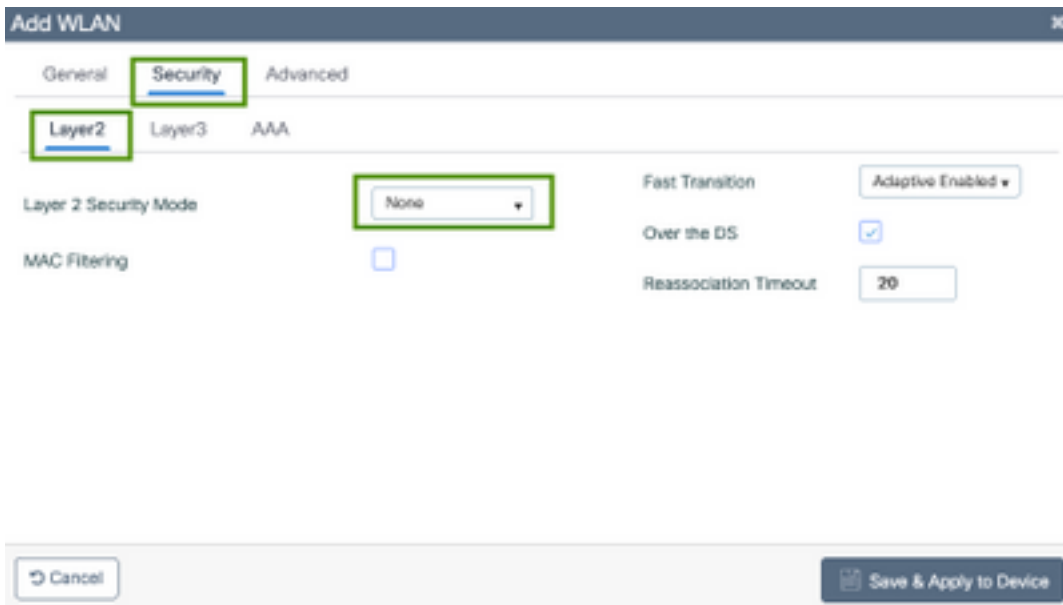 Add WLAN
General Security Advanced
Layer2 Layer3 AAA
Layer 2 Security Mode None
MAC Filtering
Fast Transition Adaptive Enabled
Over the DS
Reassociation Timeout 20
Cancel Save & Apply to Device